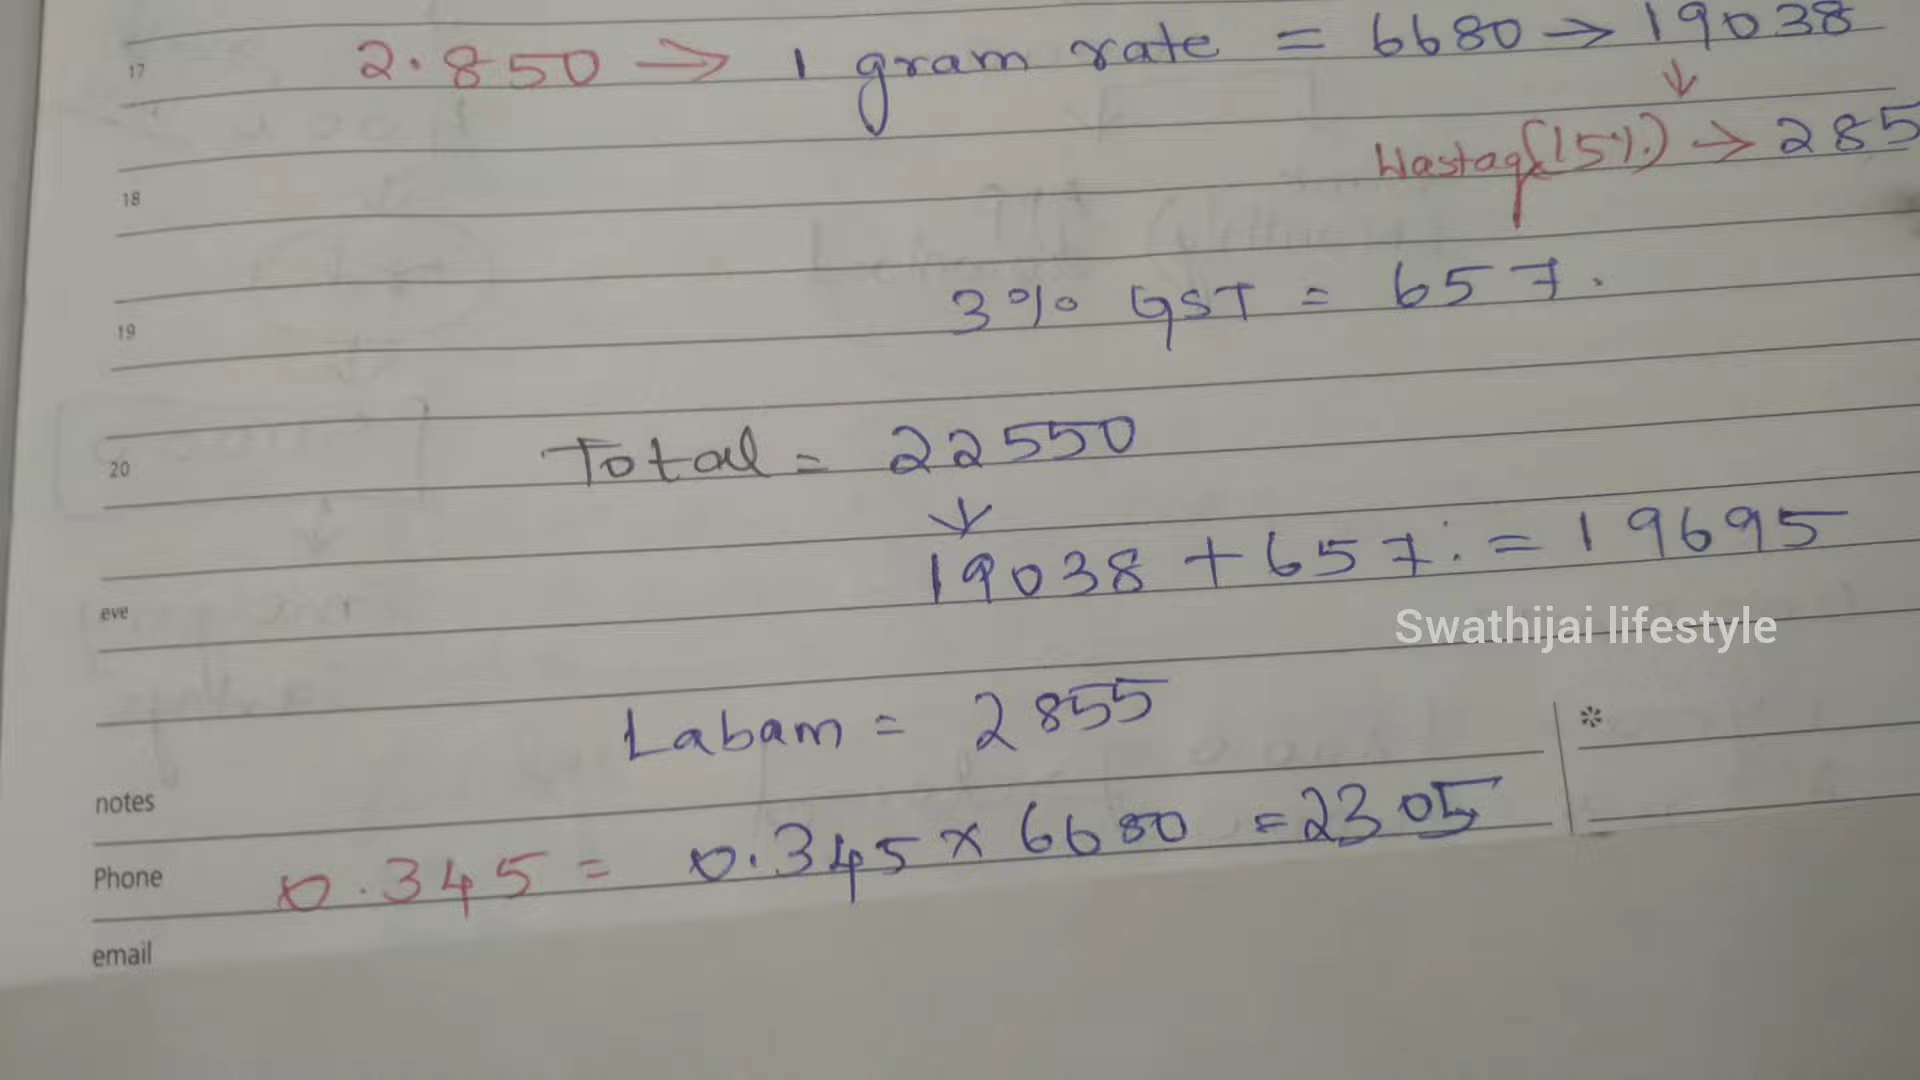 17
2.850 → 1 gram rate = 6680 → 19038
↓
Wastage (15%) → 285
18
3% GST = 657.
19
Total = 22550
20
↓
19038 + 657. = 19695
eve
Swathijai lifestyle
Labam = 2855
*
notes
0.345 = 0.345 x 6680 = 2305
Phone
email